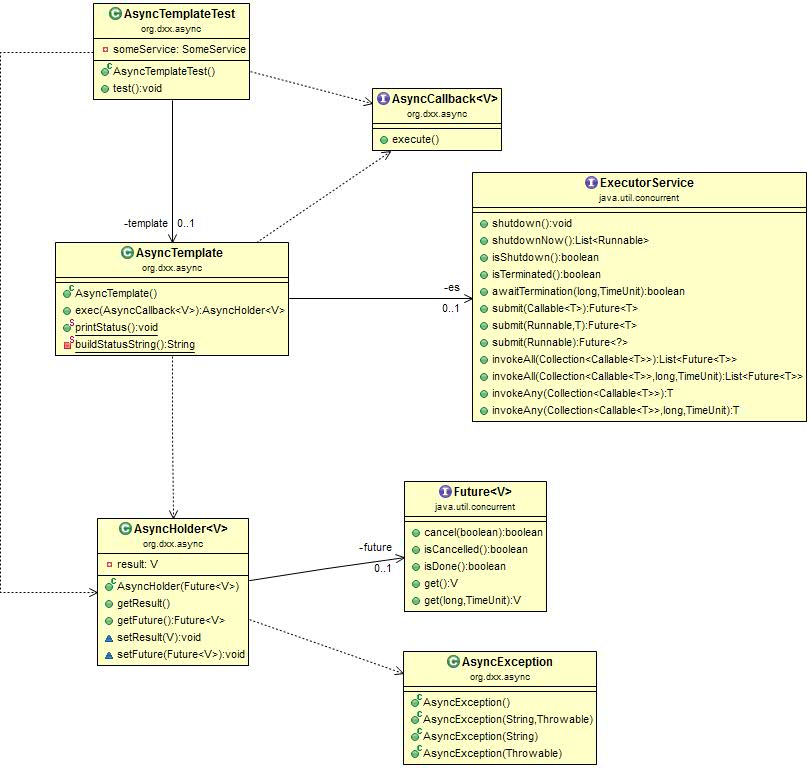 AsyncTemplateTest
org.dxx.async
someService: SomeService
AsyncTemplateTest()
test():void
AsyncCallback<V>
org.dxx.async
execute()
-template 0..1
ExecutorService
java.util.concurrent
shutdown():void
shutdownNow():List<Runnable>
isShutdown():boolean
isTerminated():boolean
awaitTermination(long,TimeUnit):boolean
submit(Callable<T>):Future<T>
submit(Runnable,T):Future<T>
submit(Runnable):Future<?>
invokeAll(Collection<Callable<T>>):List<Future<T>>
invokeAll(Collection<Callable<T>>,long,TimeUnit):List<Future<T>>
invokeAny(Collection<Callable<T>>):T
invokeAny(Collection<Callable<T>>,long,TimeUnit):T
AsyncTemplate
org.dxx.async
AsyncTemplate()
exec(AsyncCallback<V>):AsyncHolder<V>
printStatus():void
buildStatusString():String
-es
0..1
AsyncHolder<V>
org.dxx.async
result: V
AsyncHolder(Future<V>)
getResult()
getFuture():Future<V>
setResult(V):void
setFuture(Future<V>):void
-future
0..1
Future<V>
java.util.concurrent
cancel(boolean):boolean
isCancelled():boolean
isDone():boolean
get():V
get(long,TimeUnit):V
AsyncException
org.dxx.async
AsyncException()
AsyncException(String,Throwable)
AsyncException(String)
AsyncException(Throwable)